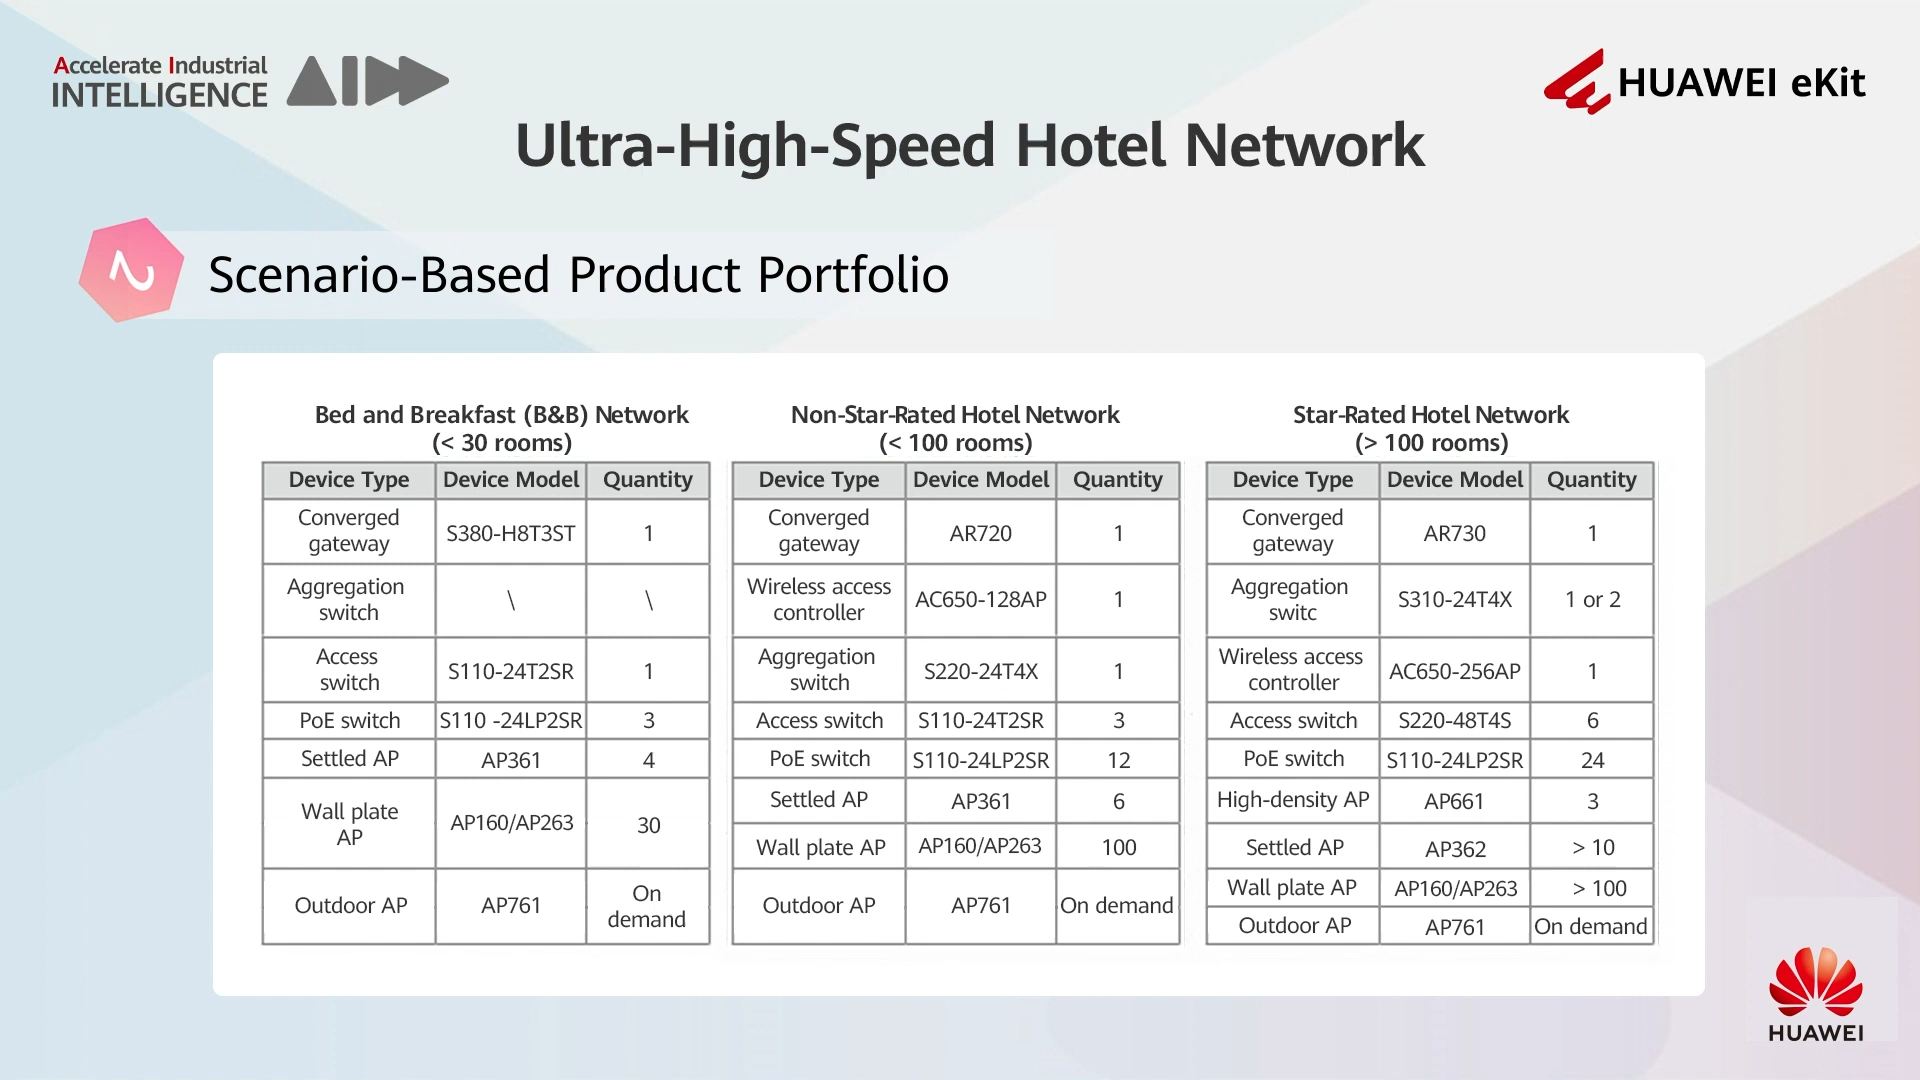 Accelerate Industrial
INTELLIGENCE
HUAWEI eKit
Ultra-High-Speed Hotel Network
Scenario-Based Product Portfolio
Bed and Breakfast (B&B) Network
(< 30 rooms)
Device Type Device Model Quantity
Converged
gateway
S380-H8T3ST 1
Aggregation
switch
\ \
Access
switch
S110-24T2SR 1
PoE switch S110 -24LP2SR 3
Settled AP AP361 4
Wall plate
AP
AP160/AP263 30
Outdoor AP AP761
On
demand
Non-Star-Rated Hotel Network
(< 100 rooms)
Device Type Device Model Quantity
Converged
gateway
AR720 1
Wireless access
controller
AC650-128AP 1
Aggregation
switch
S220-24T4X 1
Access switch S110-24T2SR 3
PoE switch S110-24LP2SR 12
Settled AP AP361 6
Wall plate AP AP160/AP263 100
Outdoor AP AP761 On demand
Star-Rated Hotel Network
(> 100 rooms)
Device Type Device Model Quantity
Converged
gateway
AR730 1
Aggregation
switc
S310-24T4X 1 or 2
Wireless access
controller
AC650-256AP 1
Access switch S220-48T4S 6
PoE switch S110-24LP2SR 24
High-density AP AP661 3
Settled AP AP362 > 10
Wall plate AP AP160/AP263 > 100
Outdoor AP AP761 On demand
HUAWEI